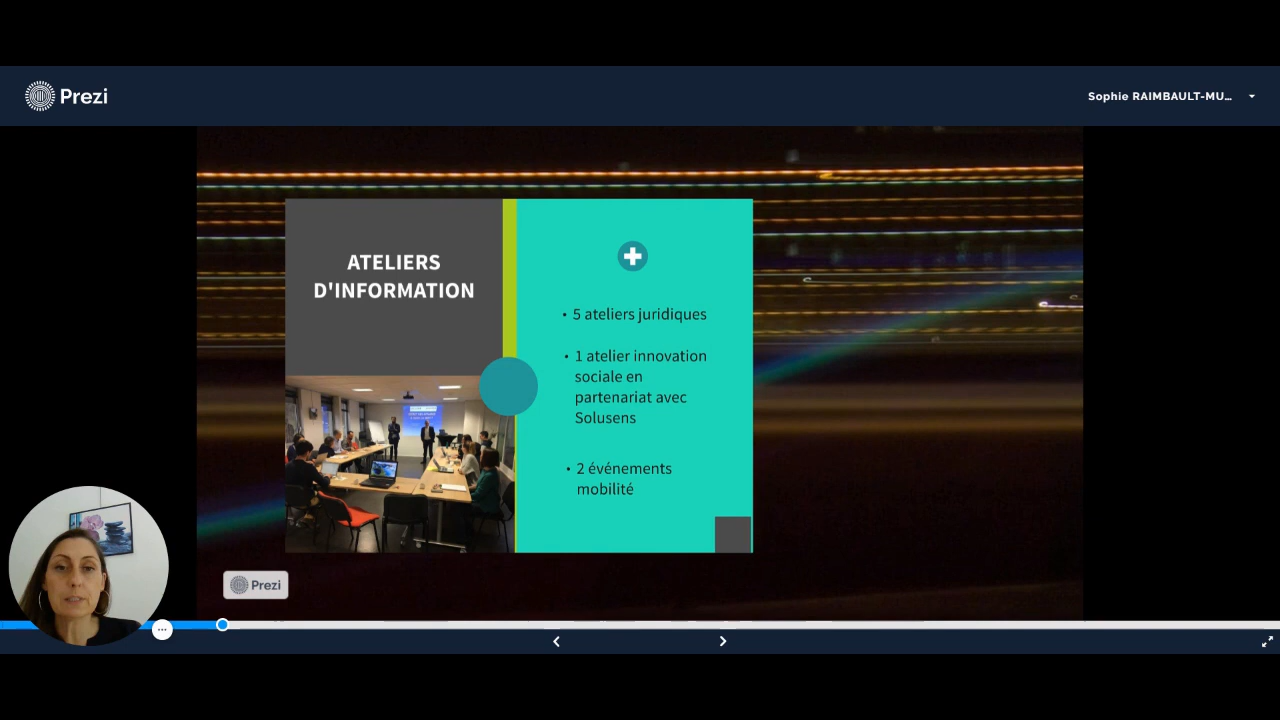 Prezi
Sophie RAIMBAULT-MU...
ATELIERS
D'INFORMATION
• 5 ateliers juridiques
• 1 atelier innovation
sociale en
partenariat avec
Solusens
• 2 événements
mobilité
Prezi